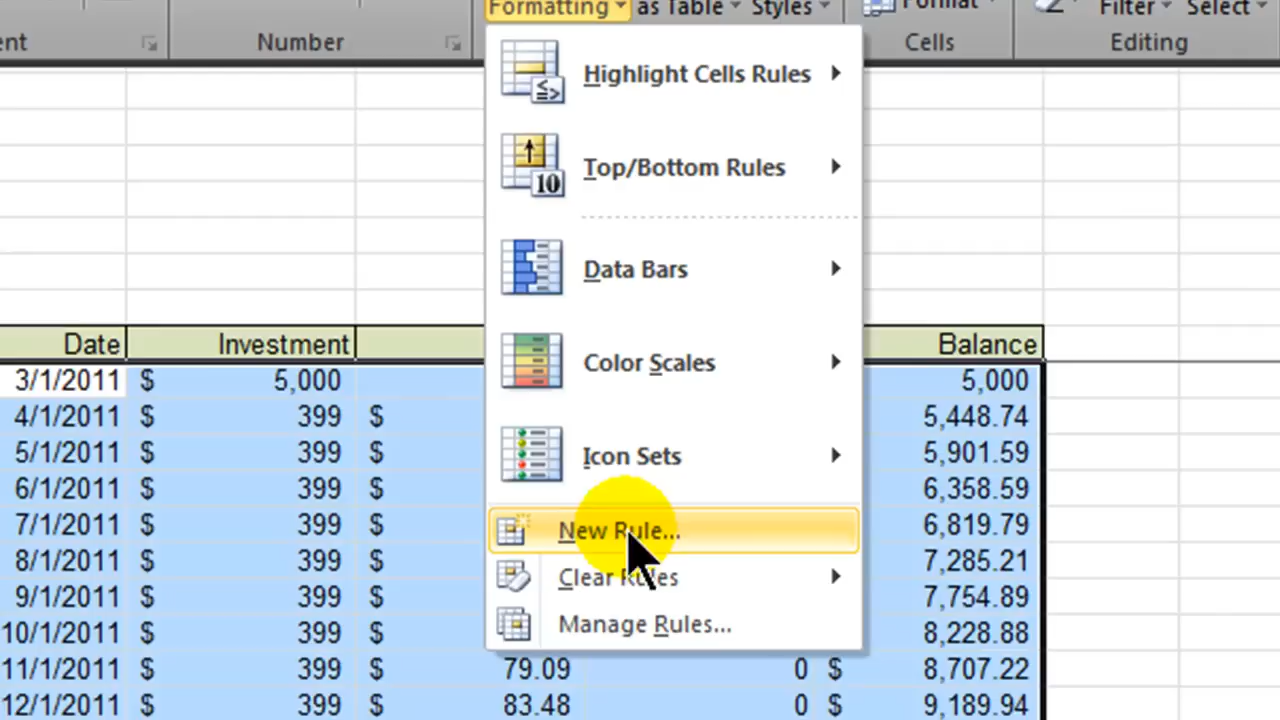 Formatting as Table Styles Format Filter Select
ent Number Cells Editing
Highlight Cells Rules
Top/Bottom Rules
10
Data Bars
Color Scales
Icon Sets
New Rule...
Clear Rules
Manage Rules...
Date Investment Balance
3/1/2011 $ 5,000 5,000
4/1/2011 $ 399 $ 5,448.74
5/1/2011 $ 399 $ 5,901.59
6/1/2011 $ 399 $ 6,358.59
7/1/2011 $ 399 $ 6,819.79
8/1/2011 $ 399 $ 7,285.21
9/1/2011 $ 399 $ 7,754.89
10/1/2011 $ 399 $ 8,228.88
11/1/2011 $ 399 $ 79.09 0 $ 8,707.22
12/1/2011 $ 399 $ 83.48 0 $ 9,189.94